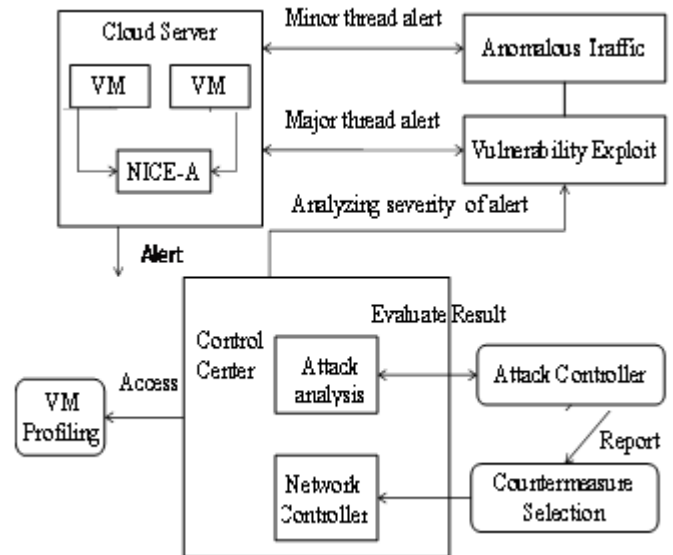 Cloud Server
VM
VM
NICE-A
Minor thread alert
Anomalous Traffic
Major thread alert
Vulnerability Exploit
Analyzing severity of alert
Alert
Control
Center
Evaluate Result
Attack
analysis
Attack Controller
Access
VM
Profiling
Report
Network
Controller
Countermeasure
Selection